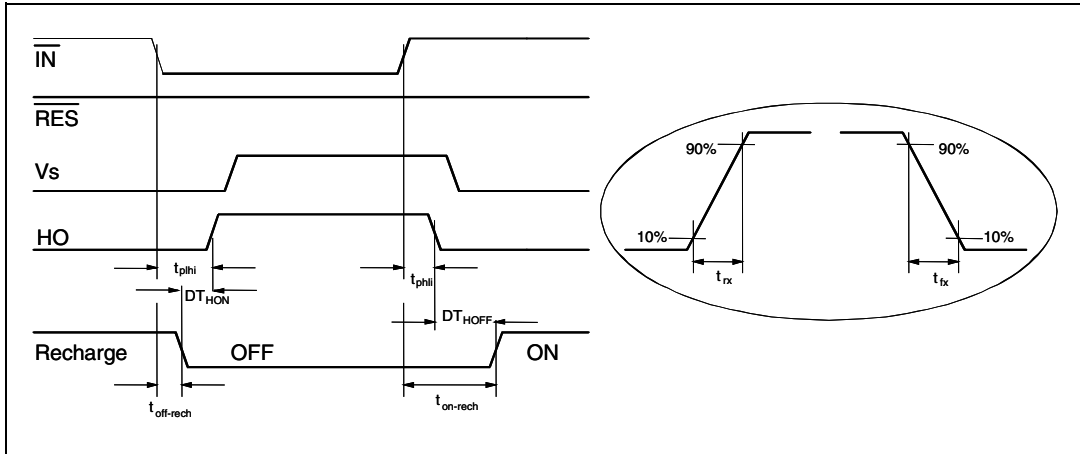 IN
RES
Vs
HO
tplhi
tphli
DTHON
DTHOFF
Recharge
OFF
ON
toff-rech
ton-rech
90%
90%
10%
10%
trx
tfx